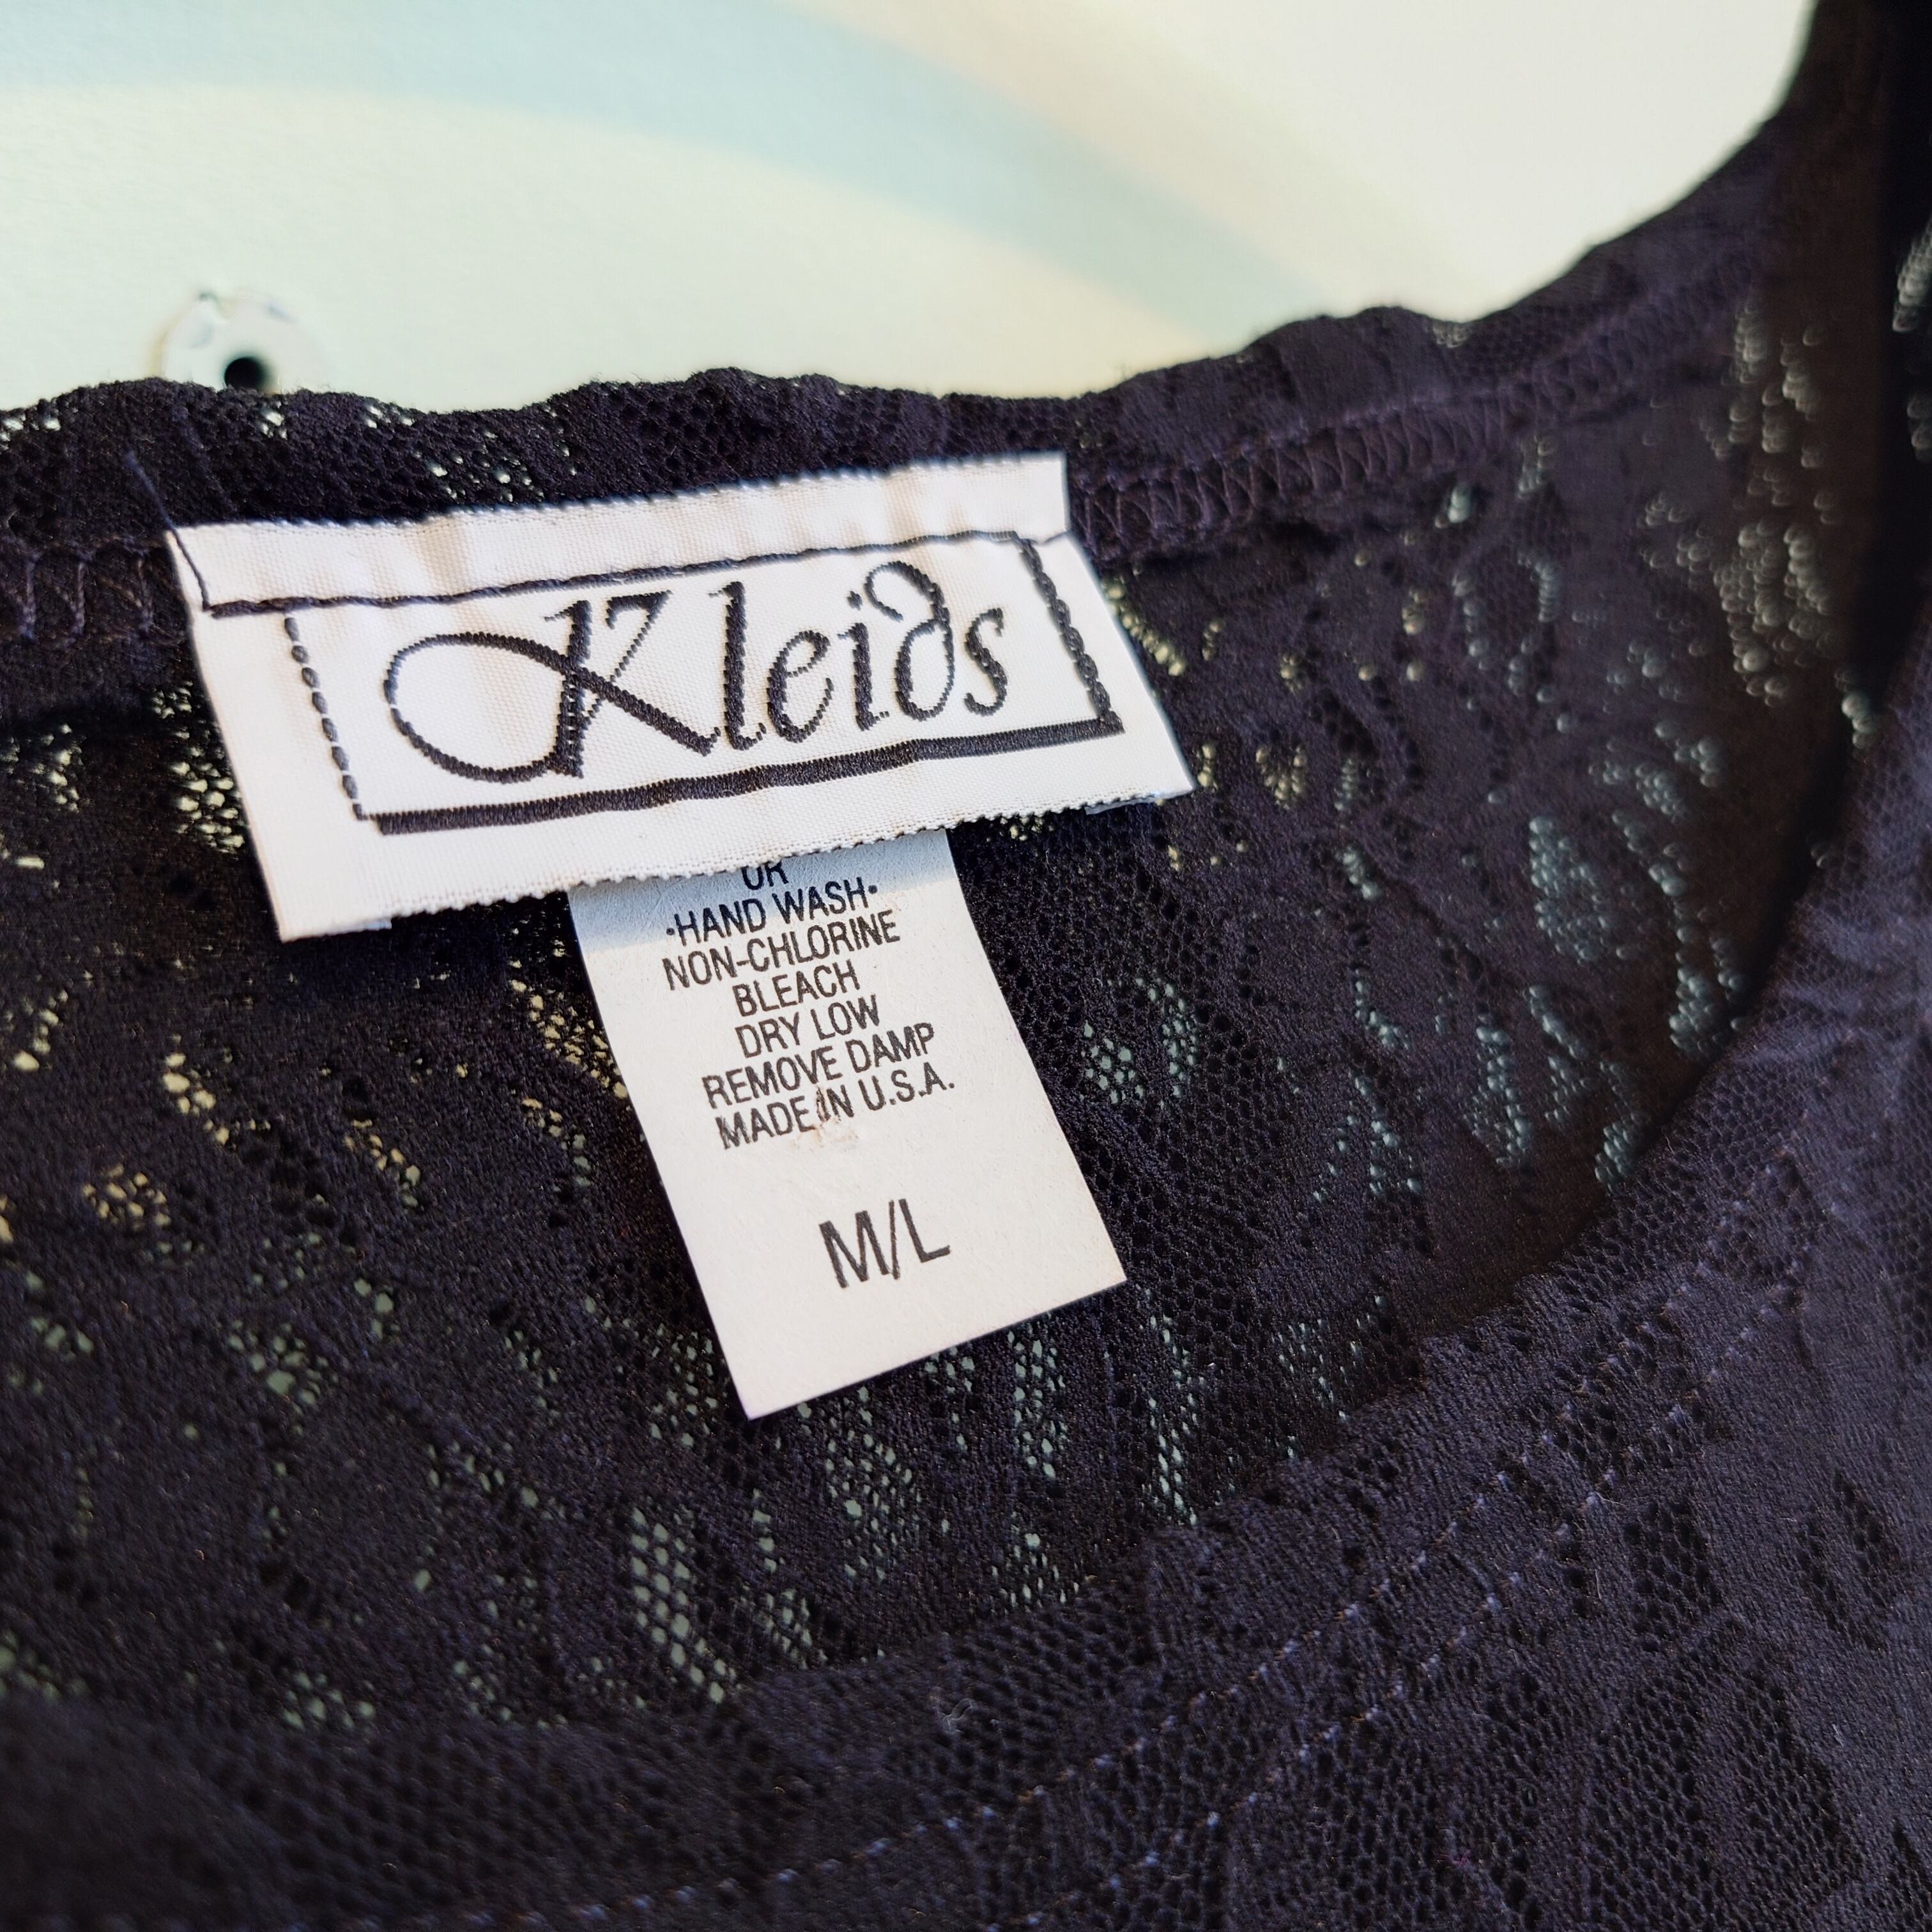 Kleids
OR
•HAND WASH•
NON-CHLORINE
BLEACH
DRY LOW
REMOVE DAMP
MADE IN U.S.A.
M/L